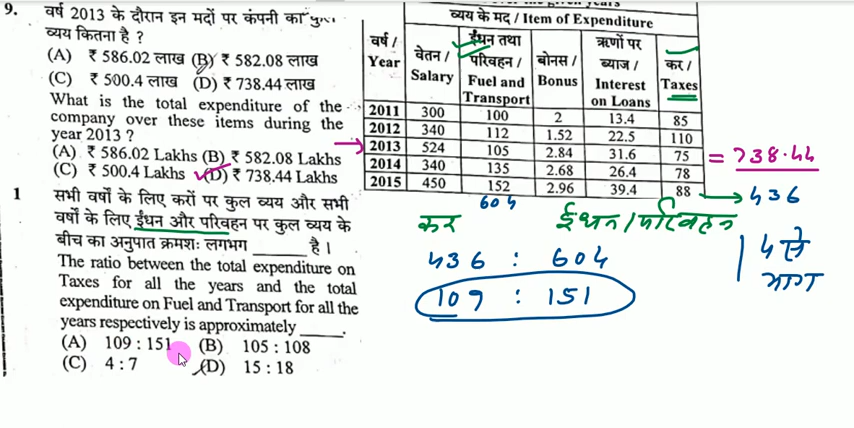 9. वर्ष 2013 के दौरान इन मदों पर कंपनी का कुल
व्यय कितना है ?
(A) ₹ 586.02 लाख (B) ₹ 582.08 लाख
(C) ₹ 500.4 लाख (D) ₹ 738.44 लाख
What is the total expenditure of the
company over these items during the
year 2013 ?
(A) ₹ 586.02 Lakhs (B) ₹ 582.08 Lakhs
(C) ₹ 500.4 Lakhs (D) ₹ 738.44 Lakhs
1 सभी वर्षों के लिए करों पर कुल व्यय और सभी
वर्षों के लिए ईंधन और परिवहन पर कुल व्यय के
बीच का अनुपात क्रमशः लगभग ______ है ।
The ratio between the total expenditure on
Taxes for all the years and the total
expenditure on Fuel and Transport for all the
years respectively is approximately _____.
(A) 109 : 151 (B) 105 : 108
(C) 4 : 7 (D) 15 : 18
व्यय के मद / Item of Expenditure
वर्ष / Year
वेतन / Salary
ईंधन तथा परिवहन / Fuel and Transport
बोनस / Bonus
ऋणों पर ब्याज / Interest on Loans
कर / Taxes
2011 300 100 2 13.4 85
2012 340 112 1.52 22.5 110
2013 524 105 2.84 31.6 75 = 738.44
2014 340 135 2.68 26.4 78
2015 450 152 2.96 39.4 88 → 436
604
कर ईंधन/परिवहन
436 : 604
109 : 151
4 से
भाग